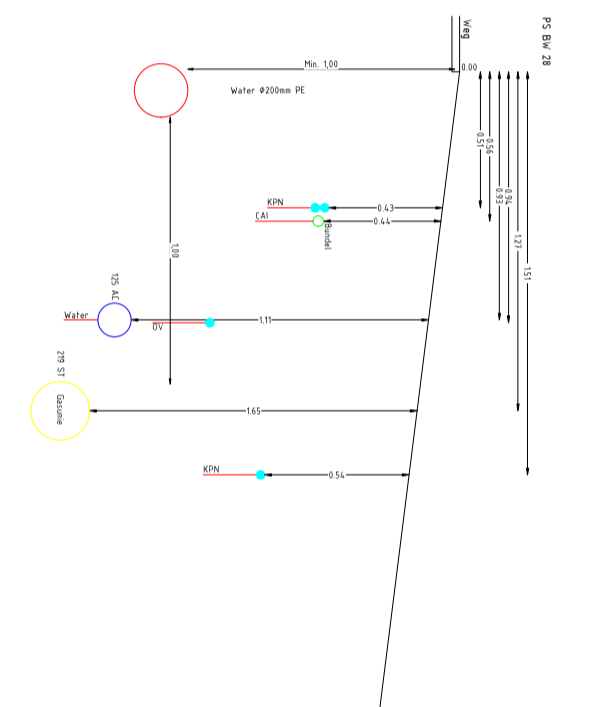 PS BW 28
Weg
0.00
Min. 1,00
Water Φ200mm PE
0.51
0.56
0.93
0.94
1.27
1.51
KPN
0.43
CAI
0.44
Bundel
1,00
125 AC
Water
OV
1.11
219 ST
Gasunie
1.65
KPN
0.54